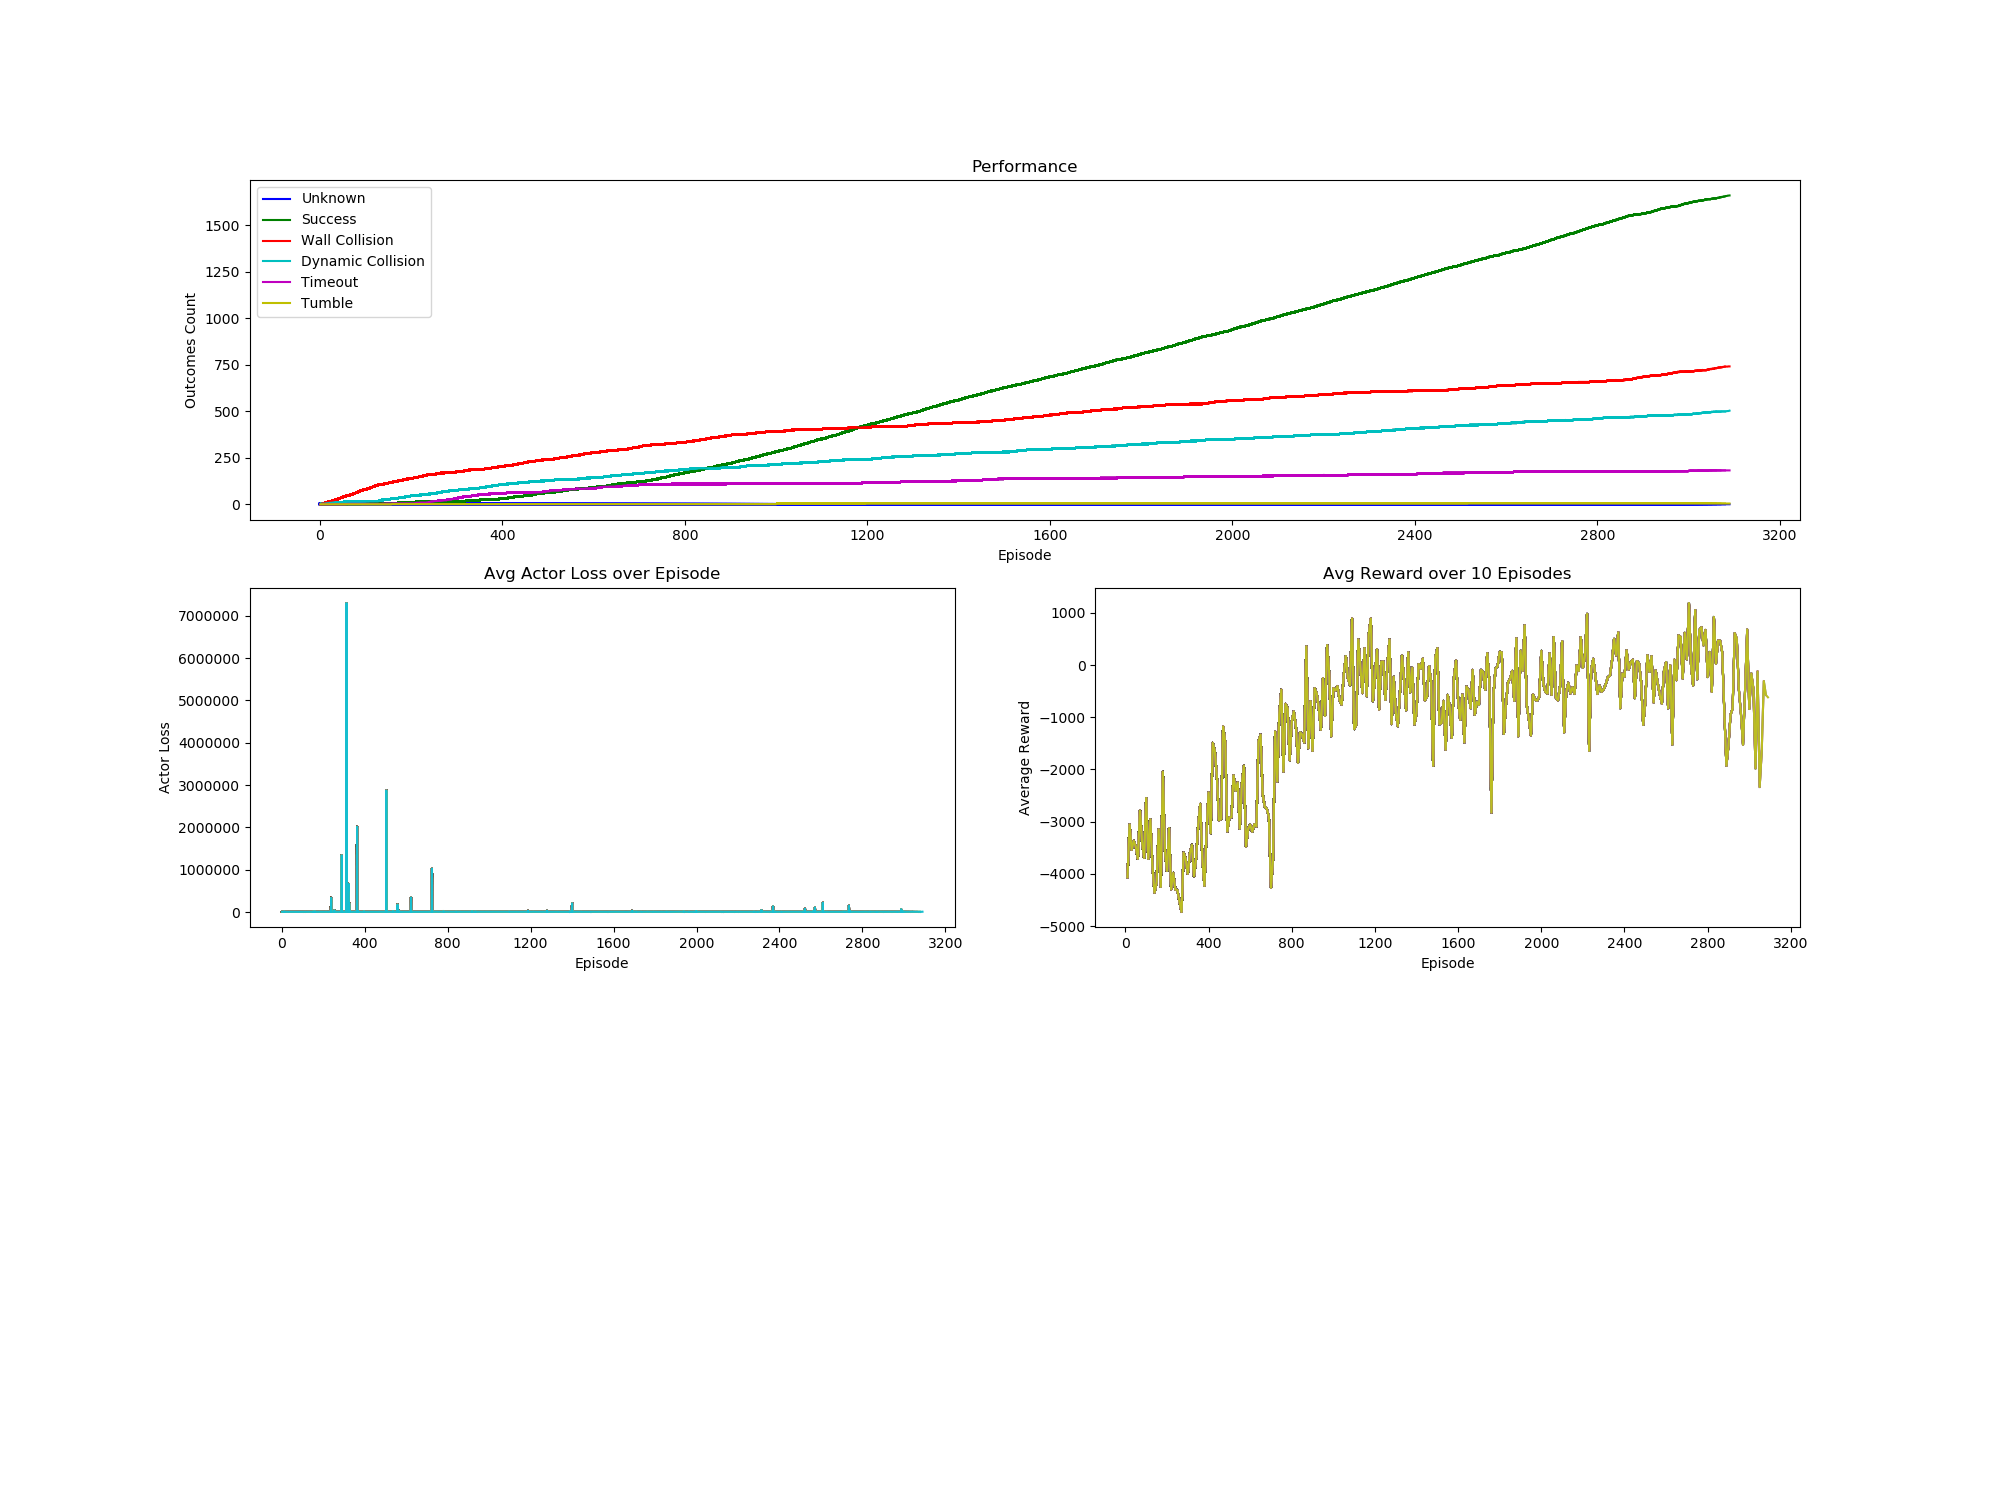 Performance
Unknown
Success
Wall Collision
Dynamic Collision
Timeout
Tumble
Outcomes Count
1500
1250
1000
750
500
250
0
0 400 800 1200 1600 2000 2400 2800 3200
Episode
Avg Actor Loss over Episode
Actor Loss
7000000
6000000
5000000
4000000
3000000
2000000
1000000
0
0 400 800 1200 1600 2000 2400 2800 3200
Episode
Avg Reward over 10 Episodes
Average Reward
1000
0
−1000
−2000
−3000
−4000
−5000
0 400 800 1200 1600 2000 2400 2800 3200
Episode